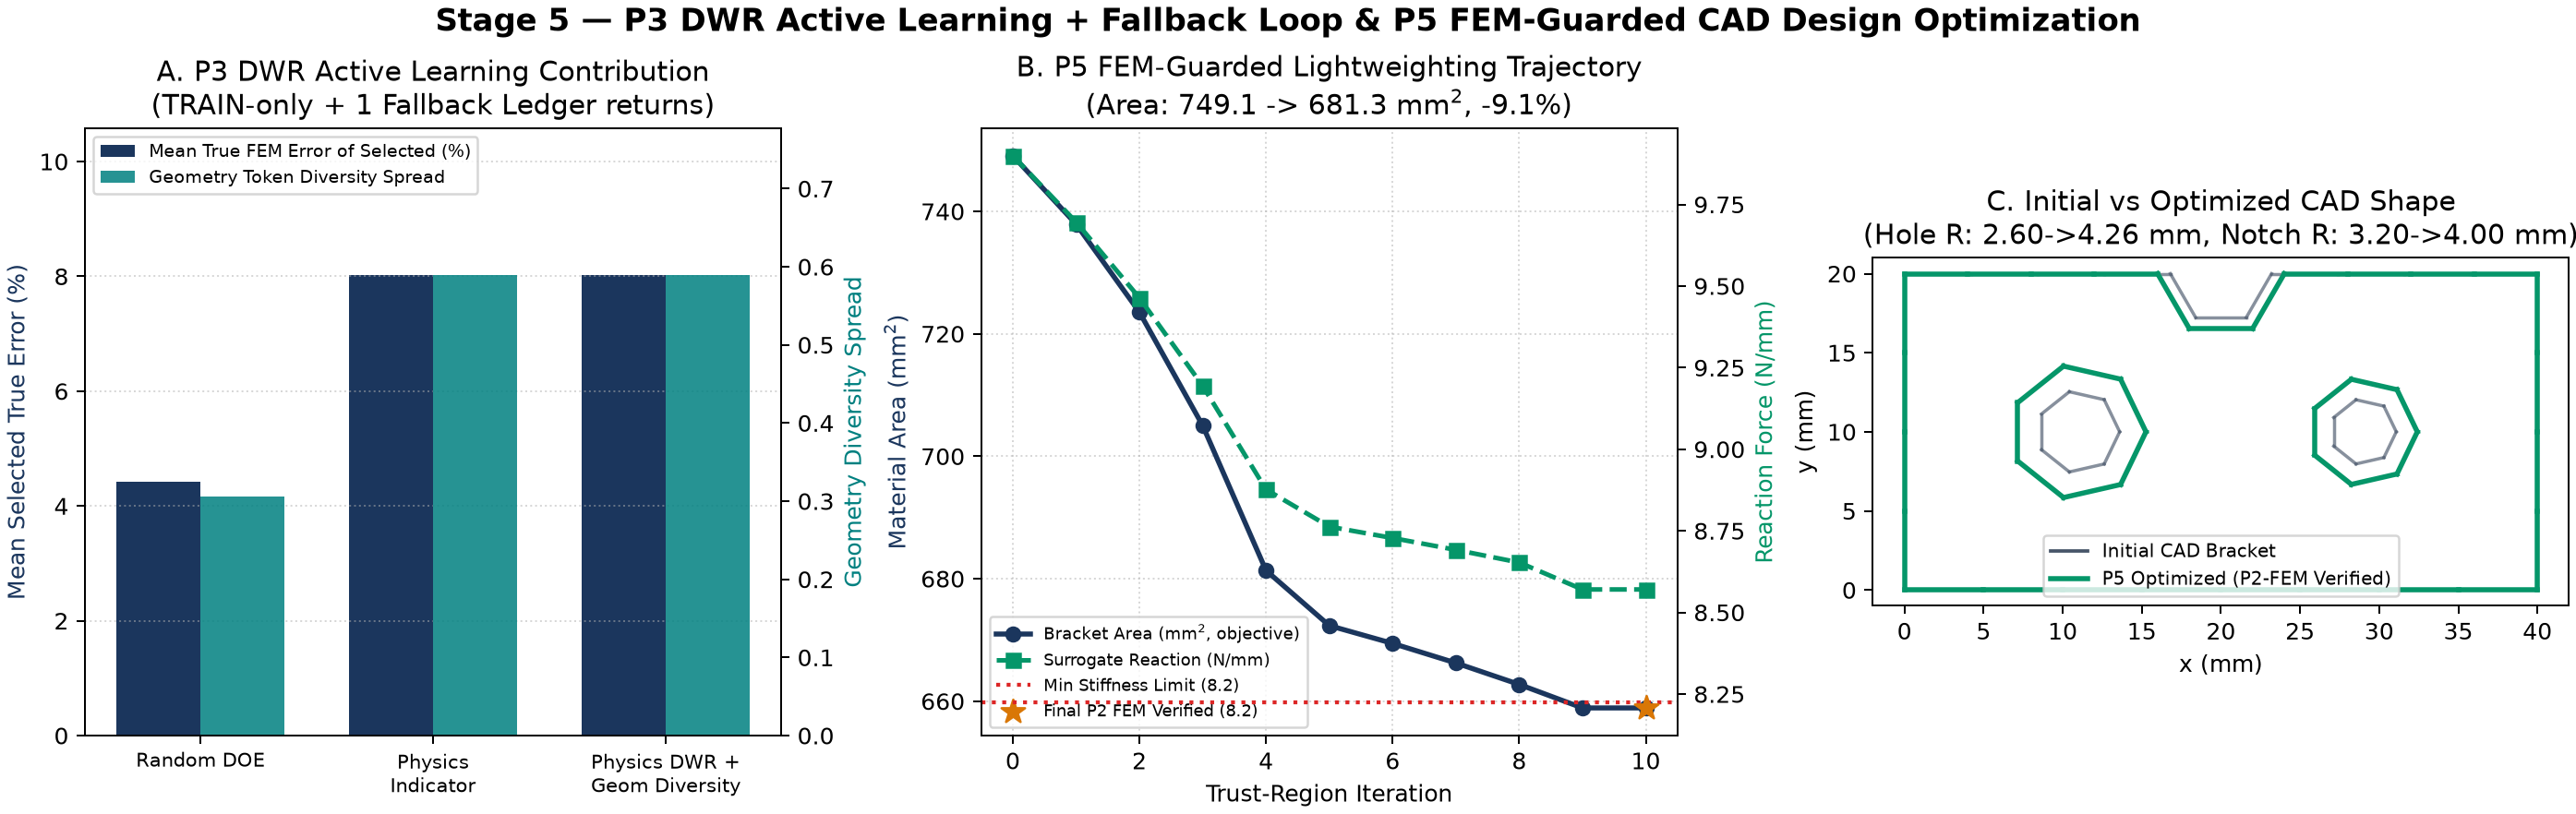 Stage 5 — P3 DWR Active Learning + Fallback Loop & P5 FEM-Guarded CAD Design Optimization
A. P3 DWR Active Learning Contribution
(TRAIN-only + 1 Fallback Ledger returns)
Mean True FEM Error of Selected (%)
Geometry Token Diversity Spread
Mean Selected True Error (%)
10
8
6
4
2
0
0.7
0.6
0.5
0.4
0.3
0.2
0.1
0.0
Geometry Diversity Spread
Random DOE
Physics
Indicator
Physics DWR +
Geom Diversity
B. P5 FEM-Guarded Lightweighting Trajectory
(Area: 749.1 -> 681.3 mm², -9.1%)
Material Area (mm²)
740
720
700
680
660
9.75
9.50
9.25
9.00
8.75
8.50
8.25
Reaction Force (N/mm)
Bracket Area (mm², objective)
Surrogate Reaction (N/mm)
Min Stiffness Limit (8.2)
Final P2 FEM Verified (8.2)
0 2 4 6 8 10
Trust-Region Iteration
C. Initial vs Optimized CAD Shape
(Hole R: 2.60->4.26 mm, Notch R: 3.20->4.00 mm)
y (mm)
20
15
10
5
0
Initial CAD Bracket
P5 Optimized (P2-FEM Verified)
0 5 10 15 20 25 30 35 40
x (mm)